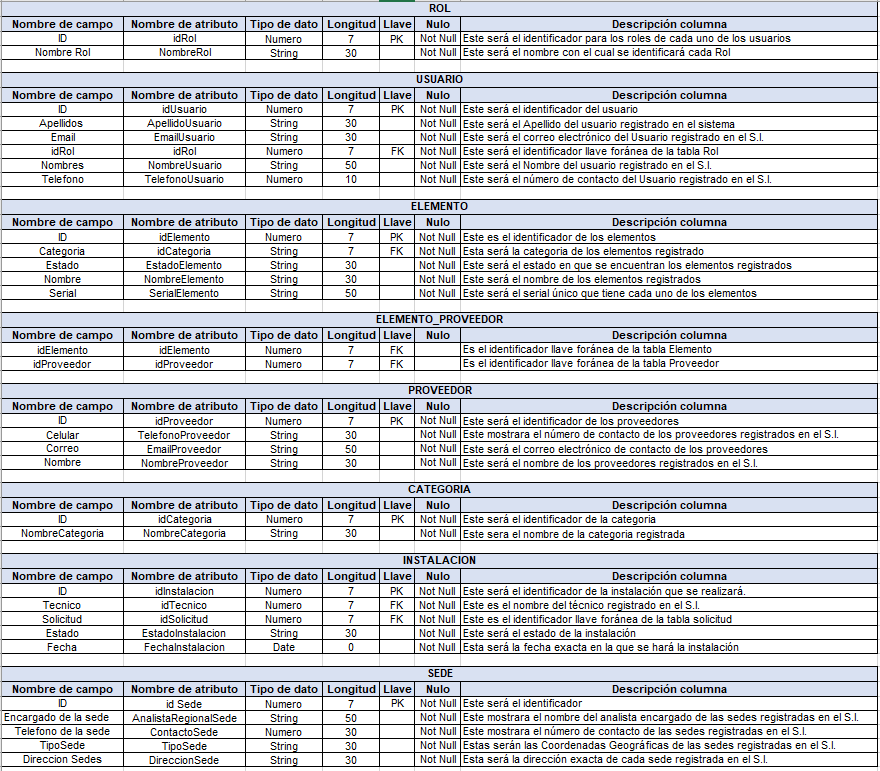 ROL
Nombre de campo Nombre de atributo Tipo de dato Longitud Llave Nulo Descripción columna
ID idRol Numero 7 PK Not Null Este será el identificador para los roles de cada uno de los usuarios
Nombre Rol NombreRol String 30 Not Null Este será el nombre con el cual se identificará cada Rol
USUARIO
Nombre de campo Nombre de atributo Tipo de dato Longitud Llave Nulo Descripción columna
ID idUsuario Numero 7 PK Not Null Este será el identificador del usuario
Apellidos ApellidoUsuario String 30 Not Null Este será el Apellido del usuario registrado en el sistema
Email EmailUsuario String 30 Not Null Este será el correo electrónico del Usuario registrado en el S.I.
idRol idRol Numero 7 FK Not Null Este será el identificador llave foránea de la tabla Rol
Nombres NombreUsuario String 50 Not Null Este será el Nombre del usuario registrado en el S.I.
Telefono TelefonoUsuario Numero 10 Not Null Este será el número de contacto del Usuario registrado en el S.I.
ELEMENTO
Nombre de campo Nombre de atributo Tipo de dato Longitud Llave Nulo Descripción columna
ID idElemento Numero 7 PK Not Null Este es el identificador de los elementos
Categoria idCategoria String 7 FK Not Null Esta será la categoria de los elementos registrado
Estado EstadoElemento String 30 Not Null Este será el estado en que se encuentran los elementos registrados
Nombre NombreElemento String 30 Not Null Este será el nombre de los elementos registrados
Serial SerialElemento String 50 Not Null Este será el serial único que tiene cada uno de los elementos
ELEMENTO_PROVEEDOR
Nombre de campo Nombre de atributo Tipo de dato Longitud Llave Nulo Descripción columna
idElemento idElemento Numero 7 FK Es el identificador llave foránea de la tabla Elemento
idProveedor idProveedor Numero 7 FK Es el identificador llave foránea de la tabla Proveedor
PROVEEDOR
Nombre de campo Nombre de atributo Tipo de dato Longitud Llave Nulo Descripción columna
ID idProveedor Numero 7 PK Not Null Este será el identificador de los proveedores
Celular TelefonoProveedor String 30 Not Null Este mostrara el número de contacto de los proveedores registrados en el S.I.
Correo EmailProveedor String 50 Not Null Este será el correo electrónico de contacto de los proveedores
Nombre NombreProveedor String 30 Not Null Este será el nombre de los proveedores registrados en el S.I.
CATEGORIA
Nombre de campo Nombre de atributo Tipo de dato Longitud Llave Nulo Descripción columna
ID idCategoria Numero 7 PK Not Null Este será el identificador de la categoria
NombreCategoria NombreCategoria String 30 Not Null Este sera el nombre de la categoria registrada
INSTALACION
Nombre de campo Nombre de atributo Tipo de dato Longitud Llave Nulo Descripción columna
ID idInstalacion Numero 7 PK Not Null Este será el identificador de la instalación que se realizará.
Tecnico idTecnico Numero 7 FK Not Null Este es el nombre del técnico registrado en el S.I.
Solicitud idSolicitud Numero 7 FK Not Null Este es el identificador llave foránea de la tabla solicitud
Estado EstadoInstalacion String 30 Not Null Este será el estado de la instalación
Fecha FechaInstalacion Date 0 Not Null Esta será la fecha exacta en la que se hará la instalación
SEDE
Nombre de campo Nombre de atributo Tipo de dato Longitud Llave Nulo Descripción columna
ID id Sede Numero 7 PK Not Null Este será el identificador
Encargado de la sede AnalistaRegionalSede String 50 Not Null Este mostrara el nombre del analista encargado de las sedes registradas en el S.I.
Telefono de la sede ContactoSede Numero 30 Not Null Este mostrara el número de contacto de las sedes registradas en el S.I.
TipoSede TipoSede String 30 Not Null Estas serán las Coordenadas Geográficas de las sedes registradas en el S.I.
Direccion Sedes DireccionSede String 30 Not Null Esta será la dirección exacta de cada sede registrada en el S.I.